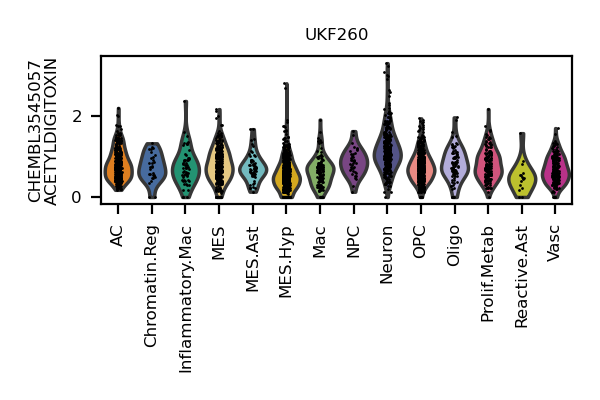 UKF260
CHEMBL3545057
ACETYLDIGITOXIN
2
0
AC
Chromatin.Reg
Inflammatory.Mac
MES
MES.Ast
MES.Hyp
Mac
NPC
Neuron
OPC
Oligo
Prolif.Metab
Reactive.Ast
Vasc